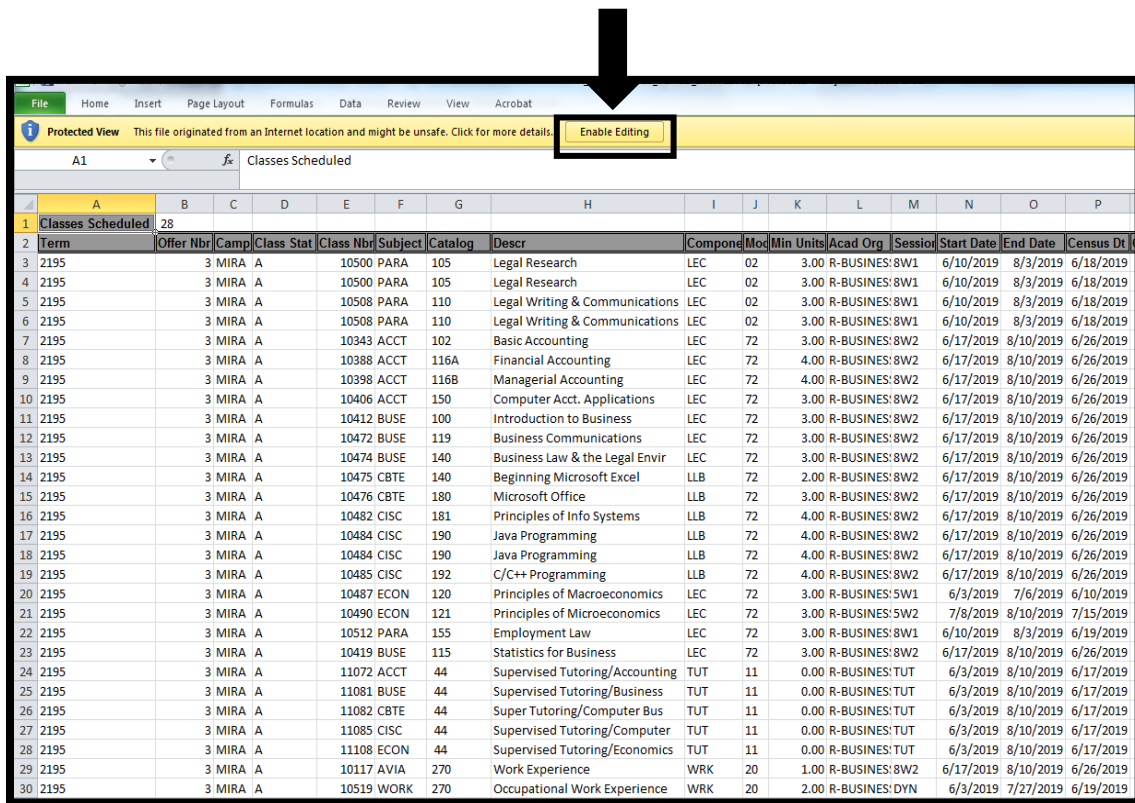 File Home Insert Page Layout Formulas Data Review View Acrobat
Protected View This file originated from an Internet location and might be unsafe. Click for more details. Enable Editing
A1 fx Classes Scheduled
A B C D E F G H I J K L M N O P
1 Classes Scheduled 28
2 Term Offer Nbr Camp Class Stat Class Nbr Subject Catalog Descr Compone Mod Min Units Acad Org Session Start Date End Date Census Dt
3 2195 3 MIRA A 10500 PARA 105 Legal Research LEC 02 3.00 R-BUSINES 8W1 6/10/2019 8/3/2019 6/18/2019
4 2195 3 MIRA A 10500 PARA 105 Legal Research LEC 02 3.00 R-BUSINES 8W1 6/10/2019 8/3/2019 6/18/2019
5 2195 3 MIRA A 10508 PARA 110 Legal Writing & Communications LEC 02 3.00 R-BUSINES 8W1 6/10/2019 8/3/2019 6/18/2019
6 2195 3 MIRA A 10508 PARA 110 Legal Writing & Communications LEC 02 3.00 R-BUSINES 8W1 6/10/2019 8/3/2019 6/18/2019
7 2195 3 MIRA A 10343 ACCT 102 Basic Accounting LEC 72 3.00 R-BUSINES 8W2 6/17/2019 8/10/2019 6/26/2019
8 2195 3 MIRA A 10388 ACCT 116A Financial Accounting LEC 72 4.00 R-BUSINES 8W2 6/17/2019 8/10/2019 6/26/2019
9 2195 3 MIRA A 10398 ACCT 116B Managerial Accounting LEC 72 4.00 R-BUSINES 8W2 6/17/2019 8/10/2019 6/26/2019
10 2195 3 MIRA A 10406 ACCT 150 Computer Acct. Applications LEC 72 3.00 R-BUSINES 8W2 6/17/2019 8/10/2019 6/26/2019
11 2195 3 MIRA A 10412 BUSE 100 Introduction to Business LEC 72 3.00 R-BUSINES 8W2 6/17/2019 8/10/2019 6/26/2019
12 2195 3 MIRA A 10472 BUSE 119 Business Communications LEC 72 3.00 R-BUSINES 8W2 6/17/2019 8/10/2019 6/26/2019
13 2195 3 MIRA A 10474 BUSE 140 Business Law & the Legal Envir LEC 72 3.00 R-BUSINES 8W2 6/17/2019 8/10/2019 6/26/2019
14 2195 3 MIRA A 10475 CBTE 140 Beginning Microsoft Excel LLB 72 2.00 R-BUSINES 8W2 6/17/2019 8/10/2019 6/26/2019
15 2195 3 MIRA A 10476 CBTE 180 Microsoft Office LLB 72 3.00 R-BUSINES 8W2 6/17/2019 8/10/2019 6/26/2019
16 2195 3 MIRA A 10482 CISC 181 Principles of Info Systems LLB 72 4.00 R-BUSINES 8W2 6/17/2019 8/10/2019 6/26/2019
17 2195 3 MIRA A 10484 CISC 190 Java Programming LLB 72 4.00 R-BUSINES 8W2 6/17/2019 8/10/2019 6/26/2019
18 2195 3 MIRA A 10484 CISC 190 Java Programming LLB 72 4.00 R-BUSINES 8W2 6/17/2019 8/10/2019 6/26/2019
19 2195 3 MIRA A 10485 CISC 192 C/C++ Programming LLB 72 4.00 R-BUSINES 8W2 6/17/2019 8/10/2019 6/26/2019
20 2195 3 MIRA A 10487 ECON 120 Principles of Macroeconomics LEC 72 3.00 R-BUSINES 5W1 6/3/2019 7/6/2019 6/10/2019
21 2195 3 MIRA A 10490 ECON 121 Principles of Microeconomics LEC 72 3.00 R-BUSINES 5W2 7/8/2019 8/10/2019 7/15/2019
22 2195 3 MIRA A 10512 PARA 155 Employment Law LEC 72 3.00 R-BUSINES 8W1 6/10/2019 8/3/2019 6/19/2019
23 2195 3 MIRA A 10419 BUSE 115 Statistics for Business LEC 72 3.00 R-BUSINES 8W2 6/17/2019 8/10/2019 6/26/2019
24 2195 3 MIRA A 11072 ACCT 44 Supervised Tutoring/Accounting TUT 11 0.00 R-BUSINES TUT 6/3/2019 8/10/2019 6/17/2019
25 2195 3 MIRA A 11081 BUSE 44 Supervised Tutoring/Business TUT 11 0.00 R-BUSINES TUT 6/3/2019 8/10/2019 6/17/2019
26 2195 3 MIRA A 11082 CBTE 44 Super Tutoring/Computer Bus TUT 11 0.00 R-BUSINES TUT 6/3/2019 8/10/2019 6/17/2019
27 2195 3 MIRA A 11085 CISC 44 Supervised Tutoring/Computer TUT 11 0.00 R-BUSINES TUT 6/3/2019 8/10/2019 6/17/2019
28 2195 3 MIRA A 11108 ECON 44 Supervised Tutoring/Economics TUT 11 0.00 R-BUSINES TUT 6/3/2019 8/10/2019 6/17/2019
29 2195 3 MIRA A 10117 AVIA 270 Work Experience WRK 20 1.00 R-BUSINES 8W2 6/17/2019 8/10/2019 6/26/2019
30 2195 3 MIRA A 10519 WORK 270 Occupational Work Experience WRK 20 2.00 R-BUSINES DYN 6/3/2019 7/27/2019 6/19/2019